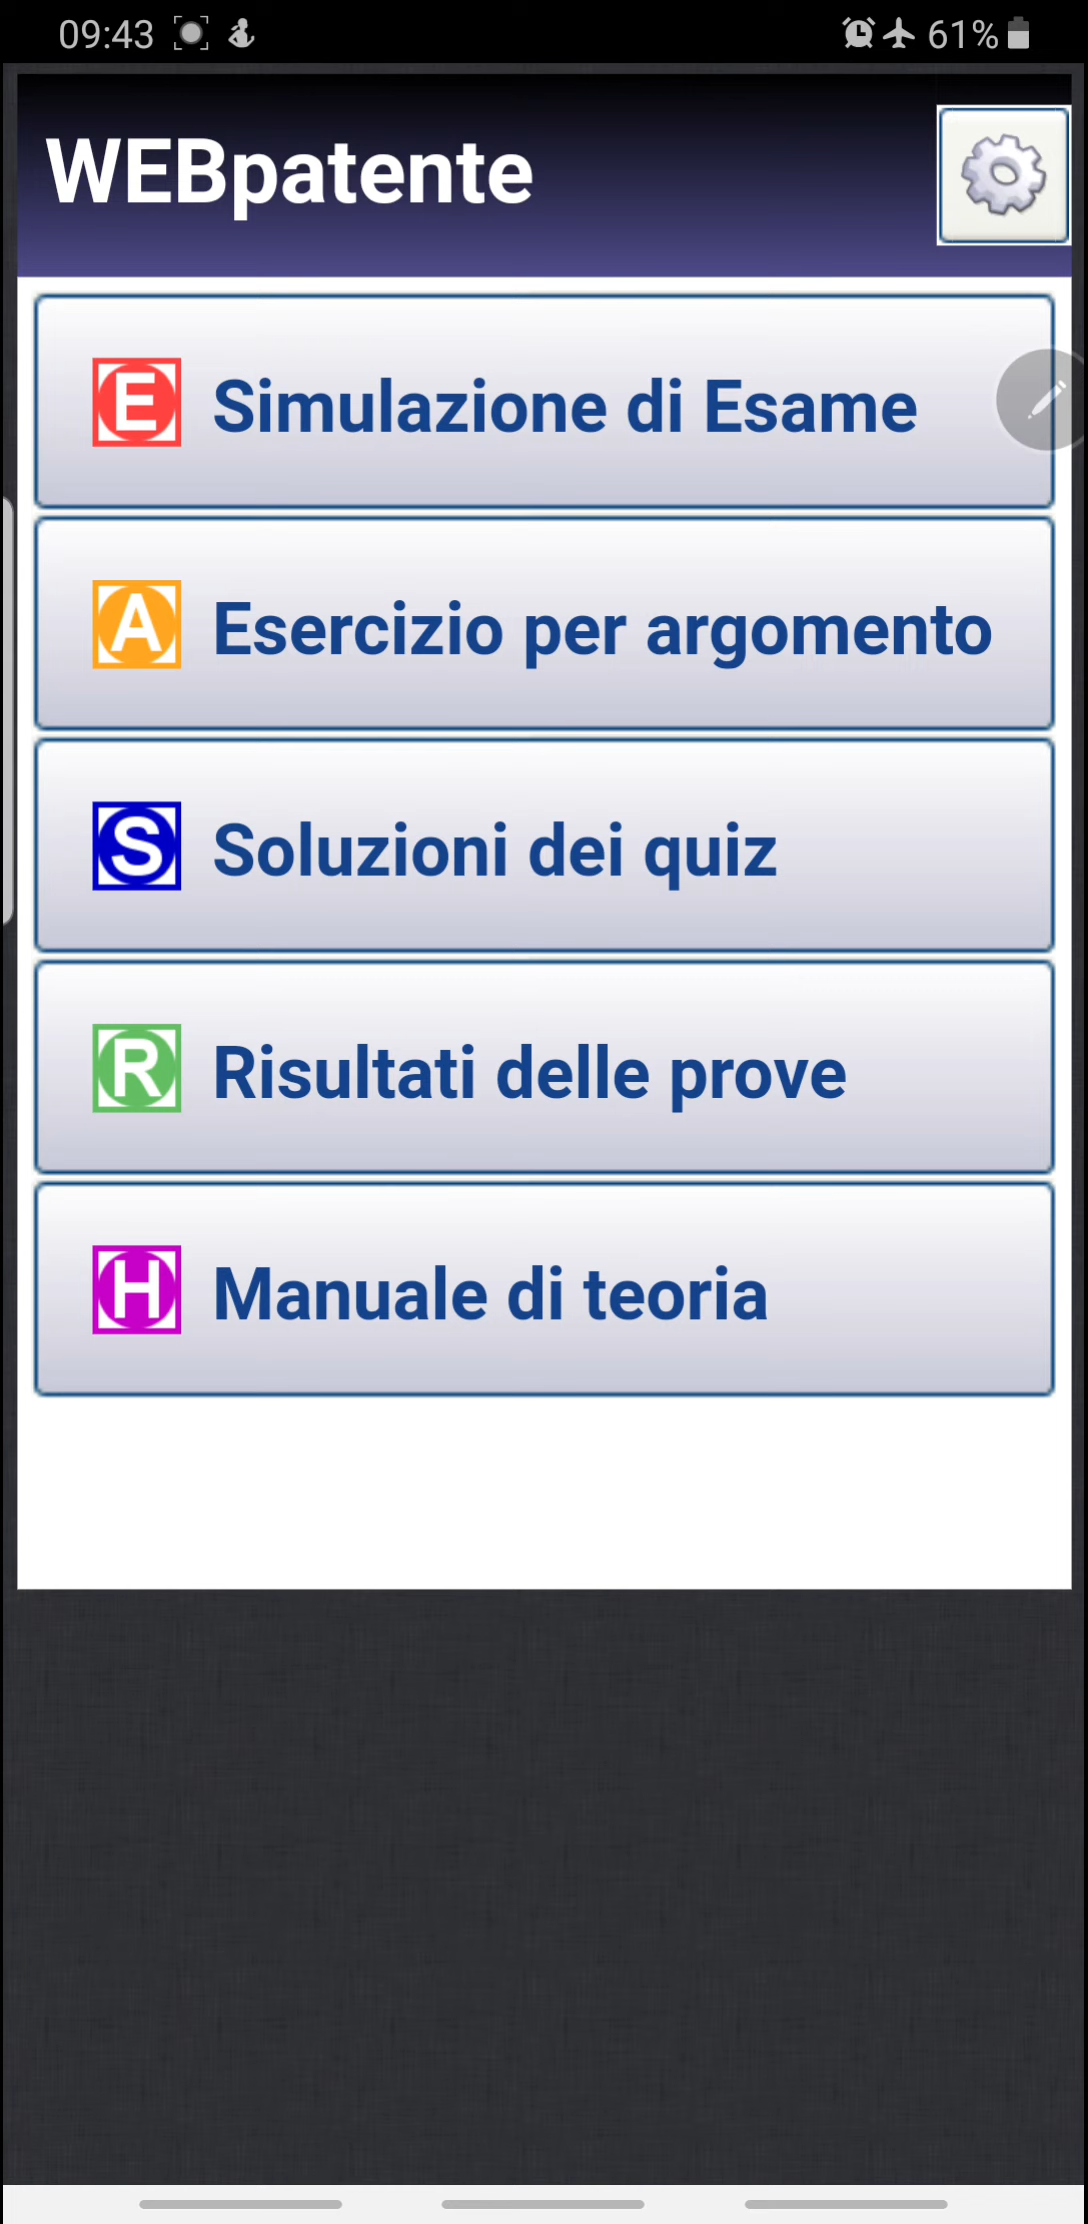 09:43 61%
WEBpatente
E Simulazione di Esame
A Esercizio per argomento
S Soluzioni dei quiz
R Risultati delle prove
H Manuale di teoria